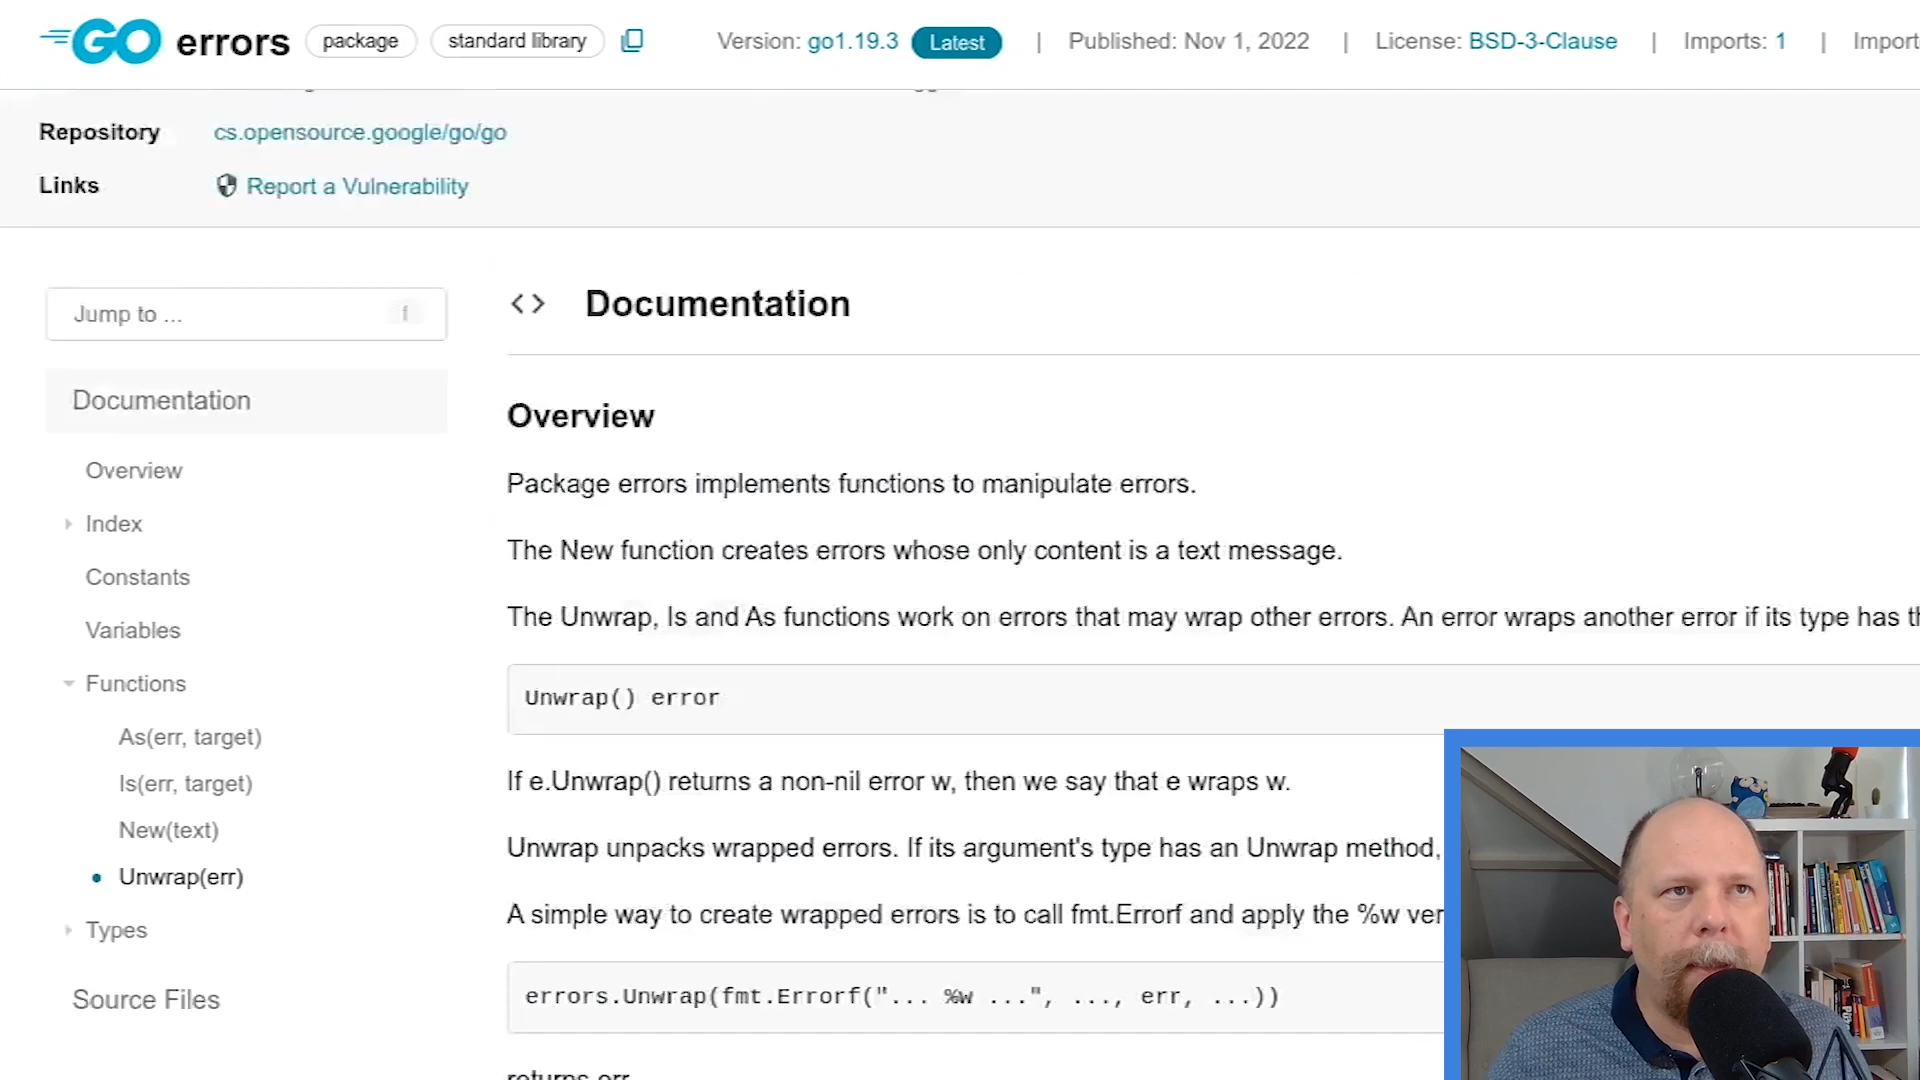 GO errors package standard library Version: go1.19.3 Latest | Published: Nov 1, 2022 | License: BSD-3-Clause | Imports: 1 | Import
Repository cs.opensource.google/go/go
Links Report a Vulnerability
Jump to ... f
Documentation
Overview
Index
Constants
Variables
Functions
As(err, target)
Is(err, target)
New(text)
Unwrap(err)
Types
Source Files
<> Documentation
Overview
Package errors implements functions to manipulate errors.
The New function creates errors whose only content is a text message.
The Unwrap, Is and As functions work on errors that may wrap other errors. An error wraps another error if its type has th
Unwrap() error
If e.Unwrap() returns a non-nil error w, then we say that e wraps w.
Unwrap unpacks wrapped errors. If its argument's type has an Unwrap method,
A simple way to create wrapped errors is to call fmt.Errorf and apply the %w ver
errors.Unwrap(fmt.Errorf("... %w ...", ..., err, ...))
returns err